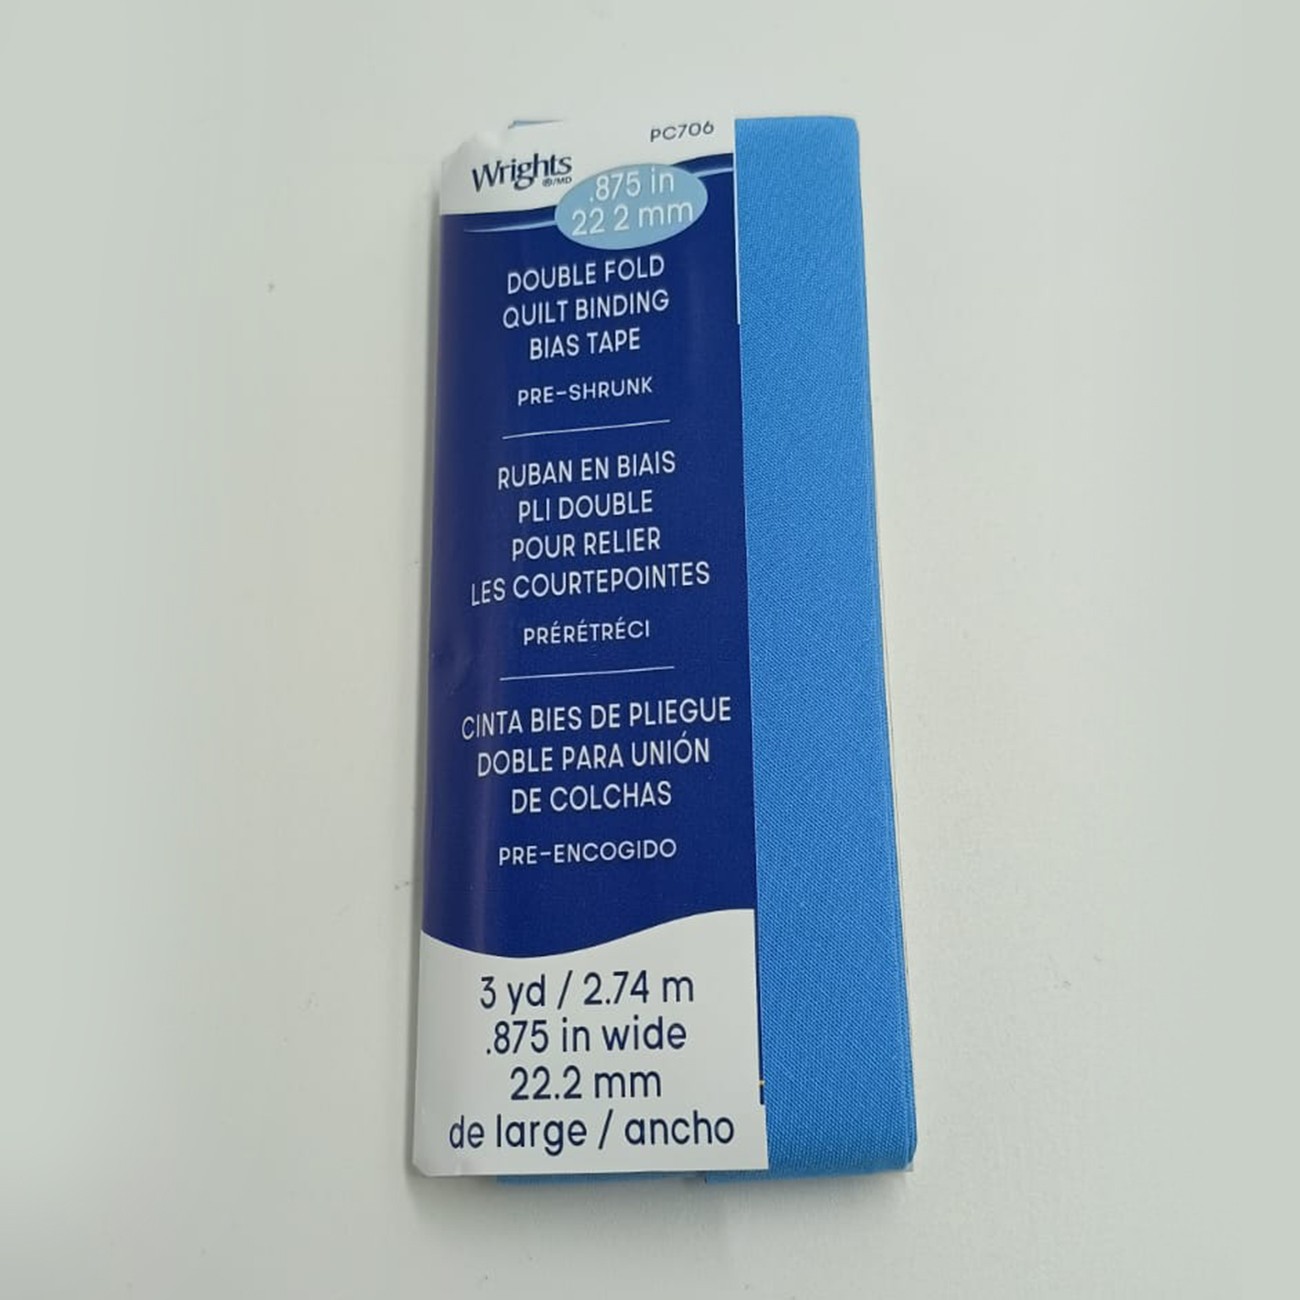 PC706
Wrights
®/MD
.875 in
22 2 mm
DOUBLE FOLD
QUILT BINDING
BIAS TAPE
PRE-SHRUNK
RUBAN EN BIAIS
PLI DOUBLE
POUR RELIER
LES COURTEPOINTES
PRÉRÉTRÉCI
CINTA BIES DE PLIEGUE
DOBLE PARA UNIÓN
DE COLCHAS
PRE-ENCOGIDO
3 yd / 2.74 m
.875 in wide
22.2 mm
de large / ancho